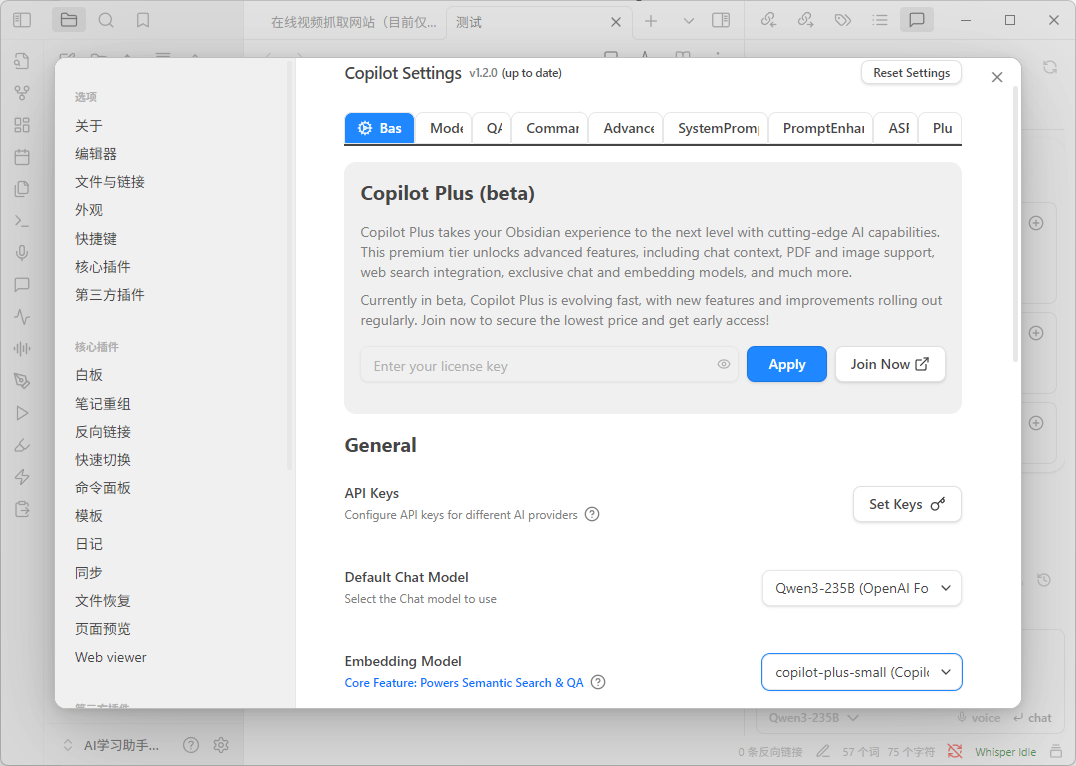 在线视频抓取网站（目前仅...
测试
选项
关于
编辑器
文件与链接
外观
快捷键
核心插件
第三方插件
核心插件
白板
笔记重组
反向链接
快速切换
命令面板
模板
日记
同步
文件恢复
页面预览
Web viewer
Copilot Settings v1.2.0 (up to date)
Reset Settings
Bas
Mode
QA
Commar
Advance
SystemPromp
PromptEnhar
Plu
Copilot Plus (beta)
Copilot Plus takes your Obsidian experience to the next level with cutting-edge AI capabilities.
This premium tier unlocks advanced features, including chat context, PDF and image support,
web search integration, exclusive chat and embedding models, and much more.
Currently in beta, Copilot Plus is evolving fast, with new features and improvements rolling out
regularly. Join now to secure the lowest price and get early access!
Enter your license key
Apply
Join Now
General
API Keys
Configure API keys for different AI providers
Set Keys
Default Chat Model
Select the Chat model to use
Qwen3-235B (OpenAI Fo
Embedding Model
Core Feature: Powers Semantic Search & QA
copilot-plus-small (Copilo
AI学习助手...
Qwen3-235B
voice
chat
0 条反向链接
57 个词
75 个字符
Whisper Idle